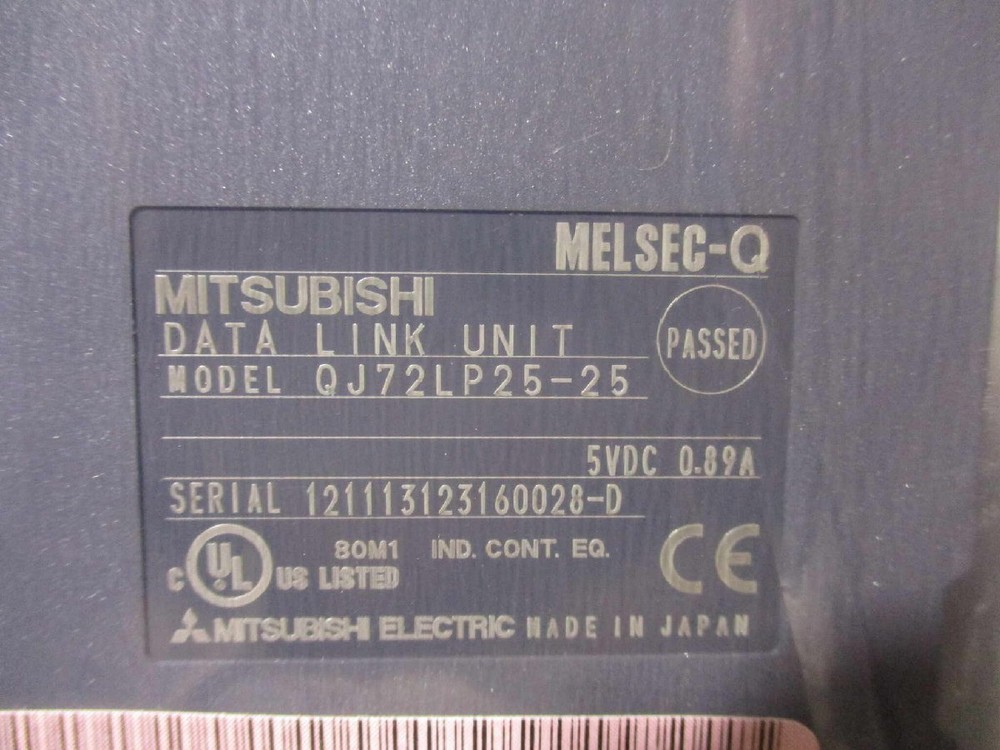 MELSEC-Q
MITSUBISHI
DATA LINK UNIT
PASSED
MODEL QJ72LP25-25
5VDC 0.89A
SERIAL 121113123160028-D
C UL US LISTED
80M1 IND. CONT. EQ.
CE
MITSUBISHI ELECTRIC MADE IN JAPAN